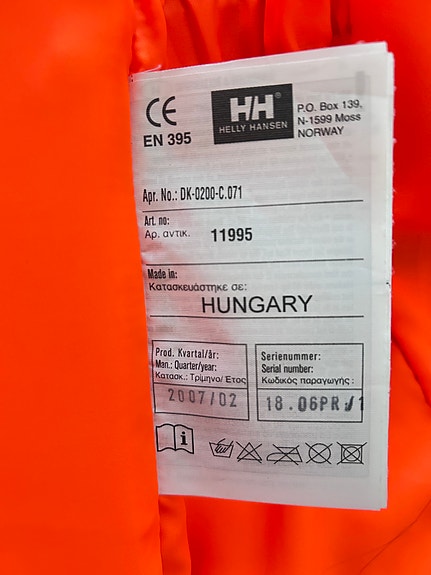 CE
EN 395
HH®
HELLY HANSEN
P.O. Box 139,
N-1599 Moss
NORWAY
Apr. No.: DK-0200-C.071
Art. no:
Αρ. αντικ. 11995
Made in:
Κατασκευάστηκε σε:
HUNGARY
Prod. Kvartal/år:
Man.: Quarter/year:
Κατασκ.: Τρίμηνο/ Έτος
2007/02
Serienummer:
Serial number:
Κωδικός παραγωγής :
18.06PR./1